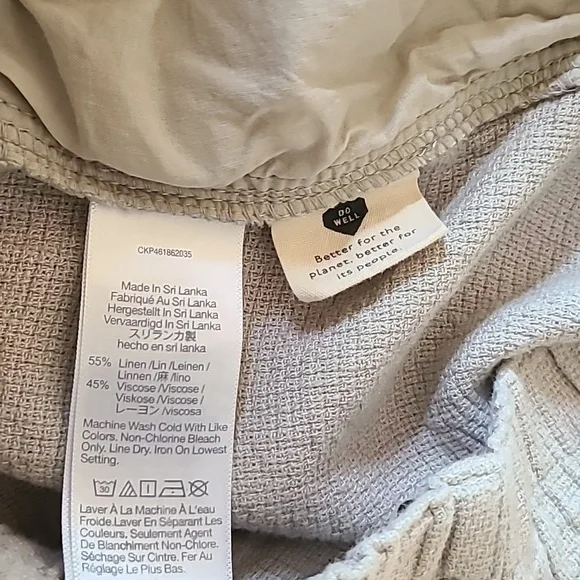 CKP461862035
Made In Sri Lanka
Fabriqué Au Sri Lanka
Hergestellt In Sri Lanka
Vervaardigd In Sri Lanka
スリランカ製
hecho en sri lanka
55% Linen /Lin /Leinen /
Linnen /麻/lino
45% Viscose /Viscose /
Viskose /Viscose /
レーヨン /viscosa
Machine Wash Cold With Like
Colors. Non-Chlorine Bleach
Only. Line Dry. Iron On Lowest
Setting.
30
Laver À La Machine À L'eau
Froide.Laver En Séparant Les
Couleurs. Seulement Agent
De Blanchiment Non-Chlore.
Séchage Sur Cintre. Fer Au
Réglage Le Plus Bas.
DO
WELL
Better for the
planet, better for
its people.